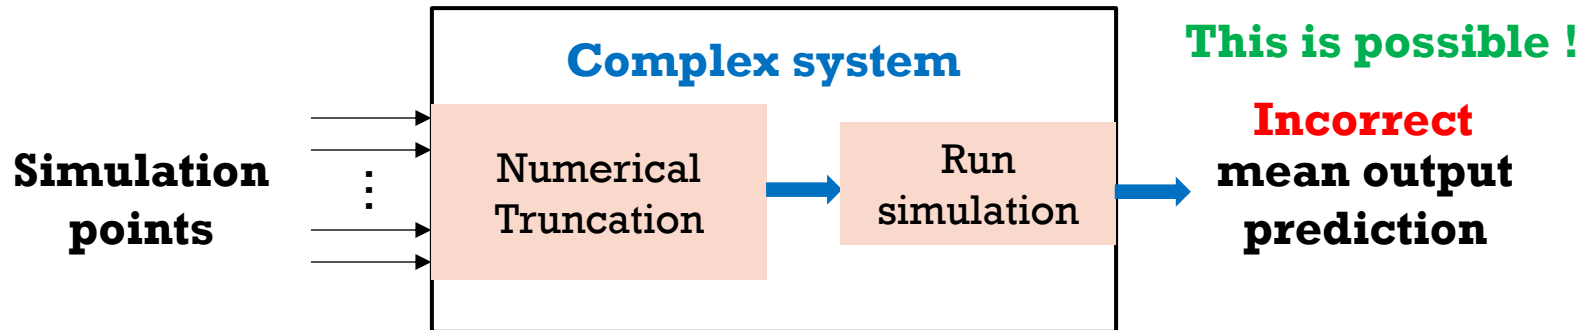 Simulation
points
⋮
Complex system
Numerical
Truncation
Run
simulation
This is possible !
Incorrect
mean output
prediction